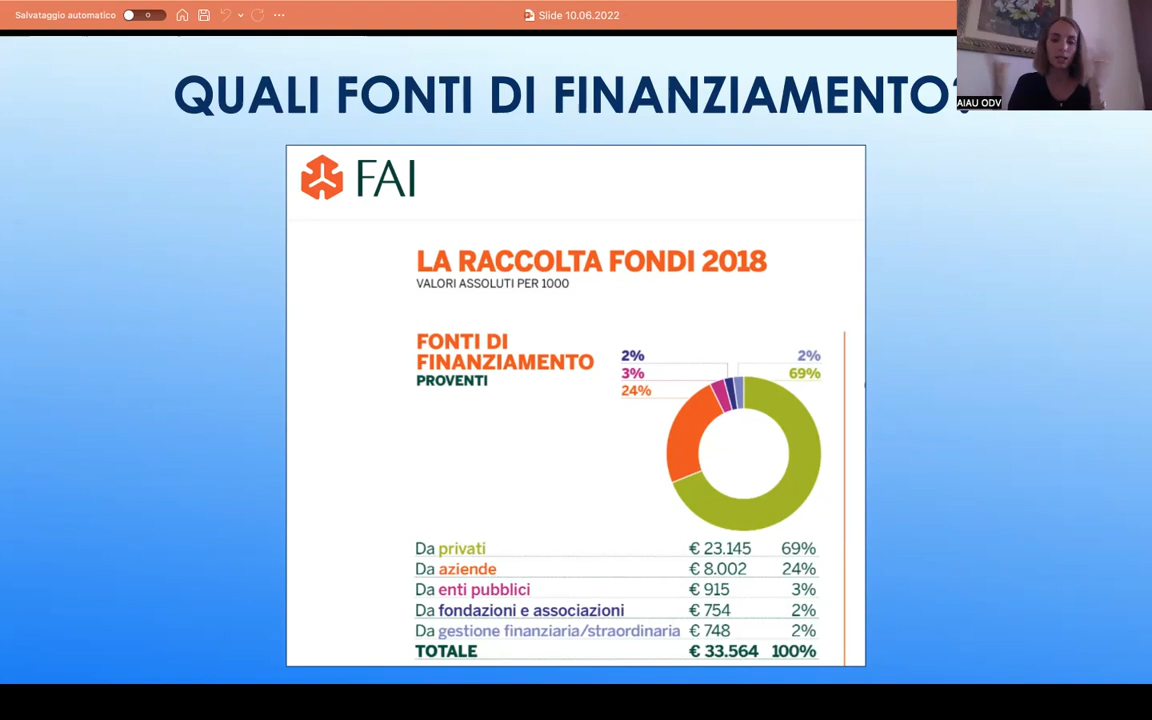 Salvataggio automatico
Slide 10.06.2022
QUALI FONTI DI FINANZIAMENTO?
AIAU ODV
FAI
LA RACCOLTA FONDI 2018
VALORI ASSOLUTI PER 1000
FONTI DI
FINANZIAMENTO
PROVENTI
2% 2%
3% 69%
24%
Da privati € 23.145 69%
Da aziende € 8.002 24%
Da enti pubblici € 915 3%
Da fondazioni e associazioni € 754 2%
Da gestione finanziaria/straordinaria € 748 2%
TOTALE € 33.564 100%